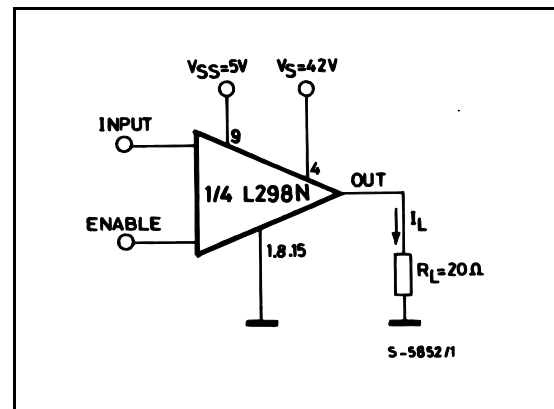 VSS=5V
VS=42V
INPUT
9
4
OUT
1/4 L298N
IL
ENABLE
1.8.15
RL=20Ω
S-5852/1